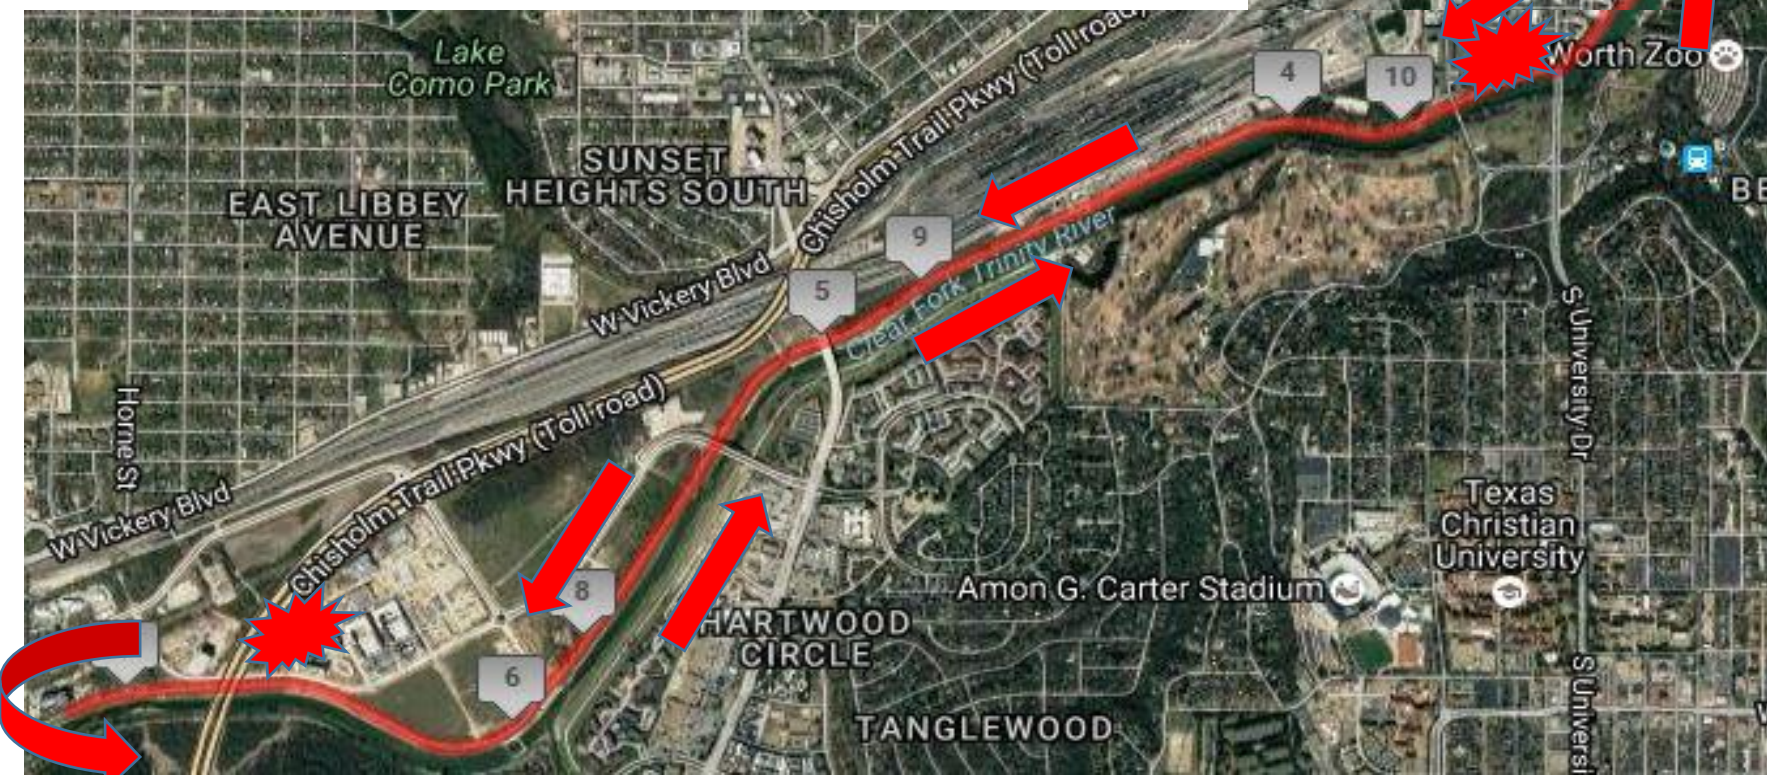 Lake
Como Park
Chisholm Trail Pkwy (Toll road)
Worth Zoo
4
10
SUNSET
HEIGHTS SOUTH
EAST LIBBEY
AVENUE
BE
9
Clear Fork Trinity River
5
W Vickery Blvd
S University Dr
Horne St
Chisholm Trail Pkwy (Toll road)
W Vickery Blvd
Texas
Christian
University
8
Amon G. Carter Stadium
HARTWOOD
CIRCLE
6
TANGLEWOOD
S Universi